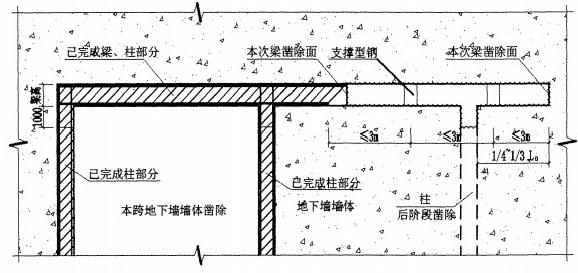 已完成梁、柱部分
本次梁凿除面
支撑型钢
本次梁凿除面
~1000 梁高
≤3m
≤3m
≤3m
1/4~1/3 L₀
已完成柱部分
已完成柱部分
本跨地下墙墙体凿除
地下墙墙体
柱
后阶段凿除